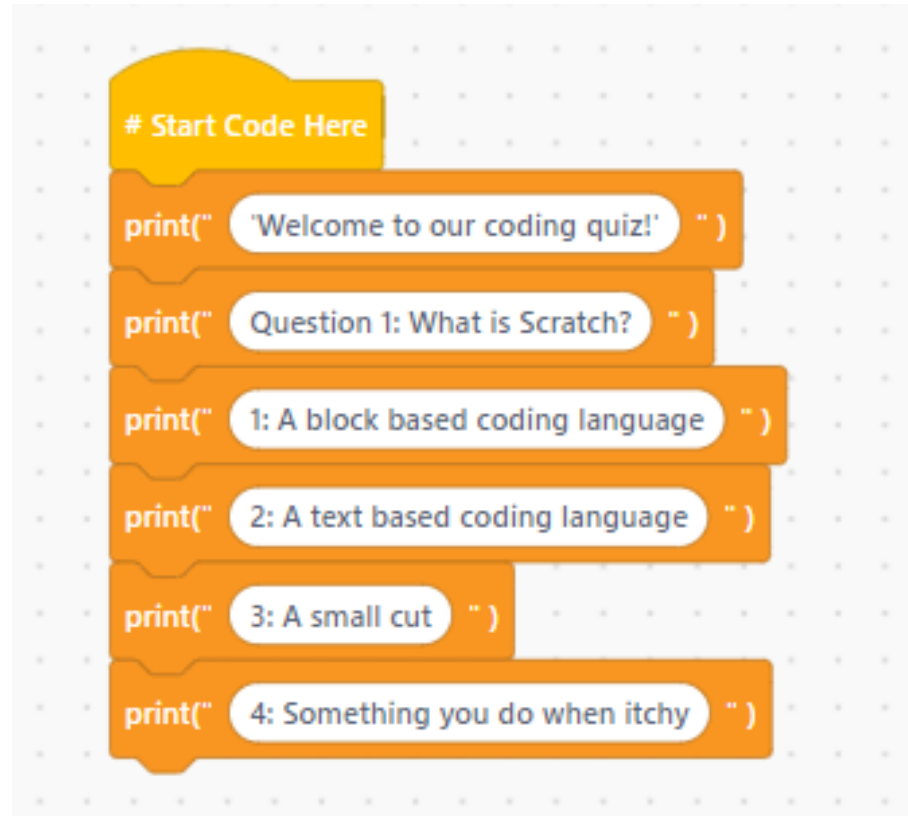 # Start Code Here
print(" 'Welcome to our coding quiz!' ")
print(" Question 1: What is Scratch? ")
print(" 1: A block based coding language ")
print(" 2: A text based coding language ")
print(" 3: A small cut ")
print(" 4: Something you do when itchy ")